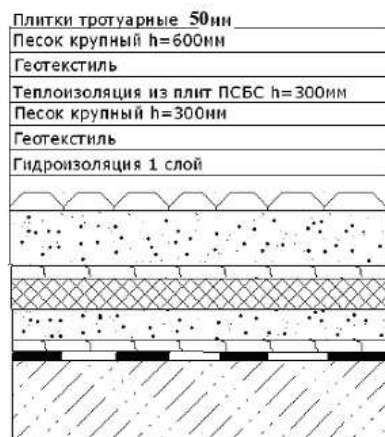 Плитки тротуарные 50мм
Песок крупный h=600мм
Геотекстиль
Теплоизоляция из плит ПСБС h=300мм
Песок крупный h=300мм
Геотекстиль
Гидроизоляция 1 слой